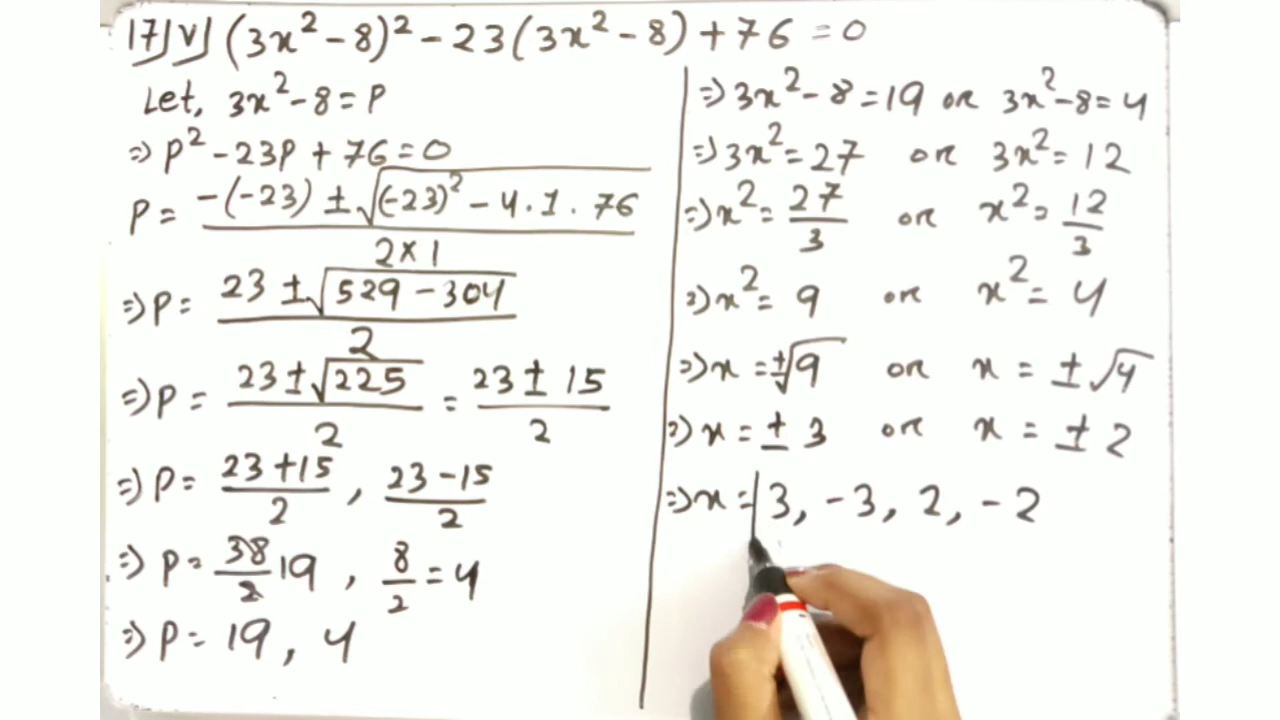 17] v] (3x² - 8)² - 23(3x² - 8) + 76 = 0
Let, 3x² - 8 = P
⇒ P² - 23P + 76 = 0
P = (-(-23) ± √((-23)² - 4.1.76))/(2 × 1)
⇒ P = (23 ± √(529 - 304))/2
⇒ P = (23 ± √225)/2 = (23 ± 15)/2
⇒ P = (23 + 15)/2, (23 - 15)/2
⇒ P = 38/2 19, 8/2 = 4
⇒ P = 19, 4
⇒ 3x² - 8 = 19 or 3x² - 8 = 4
⇒ 3x² = 27 or 3x² = 12
⇒ x² = 27/3 or x² = 12/3
⇒ x² = 9 or x² = 4
⇒ x = ±√9 or x = ±√4
⇒ x = ± 3 or x = ± 2
⇒ x = 3, -3, 2, -2